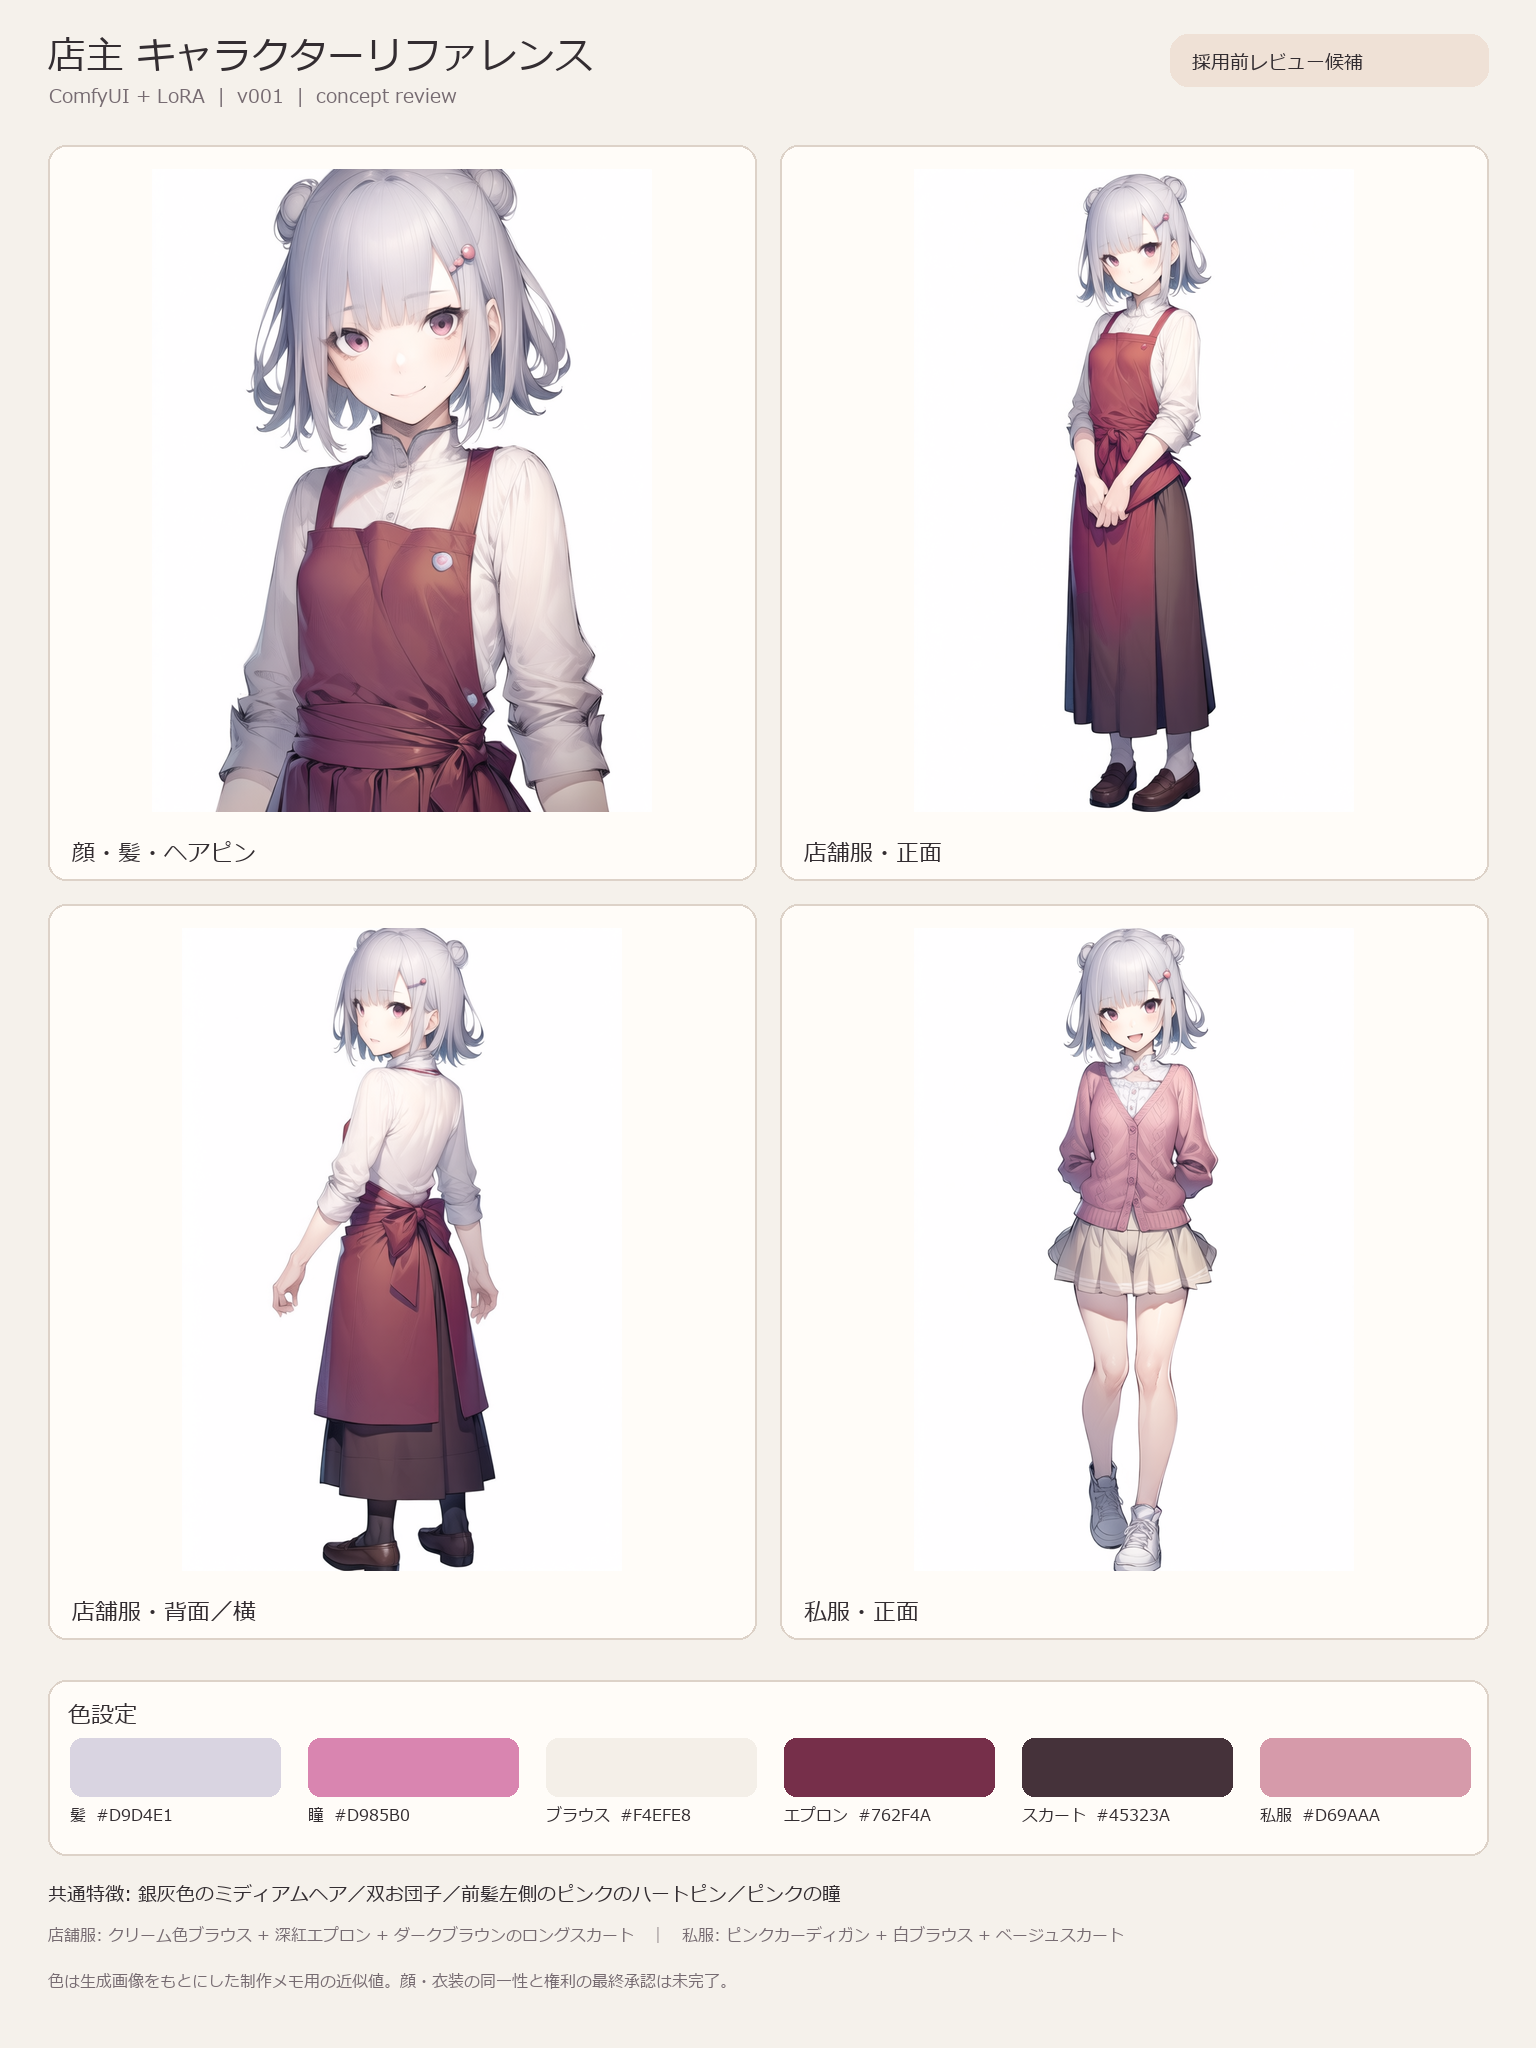 店主 キャラクターリファレンス
ComfyUI + LoRA | v001 | concept review
採用前レビュー候補
顔・髪・ヘアピン
店舗服・正面
店舗服・背面／横
私服・正面
色設定
髪 #D9D4E1
瞳 #D985B0
ブラウス #F4EFE8
エプロン #762F4A
スカート #45323A
私服 #D69AAA
共通特徴: 銀灰色のミディアムヘア／双お団子／前髪左側のピンクのハートピン／ピンクの瞳
店舗服: クリーム色ブラウス + 深紅エプロン + ダークブラウンのロングスカート ｜ 私服: ピンクカーディガン + 白ブラウス + ベージュスカート
色は生成画像をもとにした制作メモ用の近似値。顔・衣装の同一性と権利の最終承認は未完了。